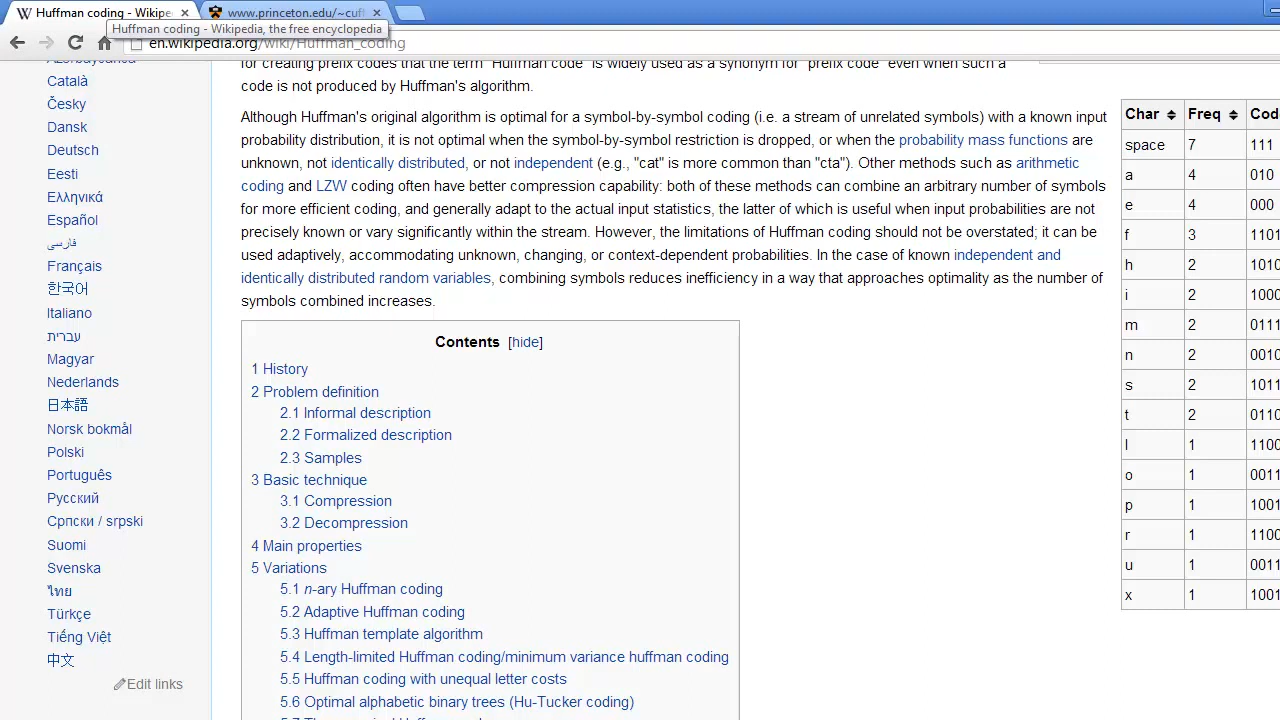 Huffman coding - Wikipe
www.princeton.edu/~cuff
Huffman coding - Wikipedia, the free encyclopedia
en.wikipedia.org/wiki/Huffman_coding
Català
Česky
Dansk
Deutsch
Eesti
Ελληνικά
Español
فارسی
Français
한국어
Italiano
עברית
Magyar
Nederlands
日本語
Norsk bokmål
Polski
Português
Русский
Српски / srpski
Suomi
Svenska
ไทย
Türkçe
Tiếng Việt
中文
Edit links
for creating prefix codes that the term "Huffman code" is widely used as a synonym for "prefix code" even when such a
code is not produced by Huffman's algorithm.
Although Huffman's original algorithm is optimal for a symbol-by-symbol coding (i.e. a stream of unrelated symbols) with a known input
probability distribution, it is not optimal when the symbol-by-symbol restriction is dropped, or when the probability mass functions are
unknown, not identically distributed, or not independent (e.g., "cat" is more common than "cta"). Other methods such as arithmetic
coding and LZW coding often have better compression capability: both of these methods can combine an arbitrary number of symbols
for more efficient coding, and generally adapt to the actual input statistics, the latter of which is useful when input probabilities are not
precisely known or vary significantly within the stream. However, the limitations of Huffman coding should not be overstated; it can be
used adaptively, accommodating unknown, changing, or context-dependent probabilities. In the case of known independent and
identically distributed random variables, combining symbols reduces inefficiency in a way that approaches optimality as the number of
symbols combined increases.
Contents [hide]
1 History
2 Problem definition
2.1 Informal description
2.2 Formalized description
2.3 Samples
3 Basic technique
3.1 Compression
3.2 Decompression
4 Main properties
5 Variations
5.1 n-ary Huffman coding
5.2 Adaptive Huffman coding
5.3 Huffman template algorithm
5.4 Length-limited Huffman coding/minimum variance huffman coding
5.5 Huffman coding with unequal letter costs
5.6 Optimal alphabetic binary trees (Hu-Tucker coding)
Char Freq Cod
space 7 111
a 4 010
e 4 000
f 3 1101
h 2 1010
i 2 1000
m 2 0111
n 2 0010
s 2 1011
t 2 0110
l 1 1100
o 1 0011
p 1 1001
r 1 1100
u 1 0011
x 1 1001